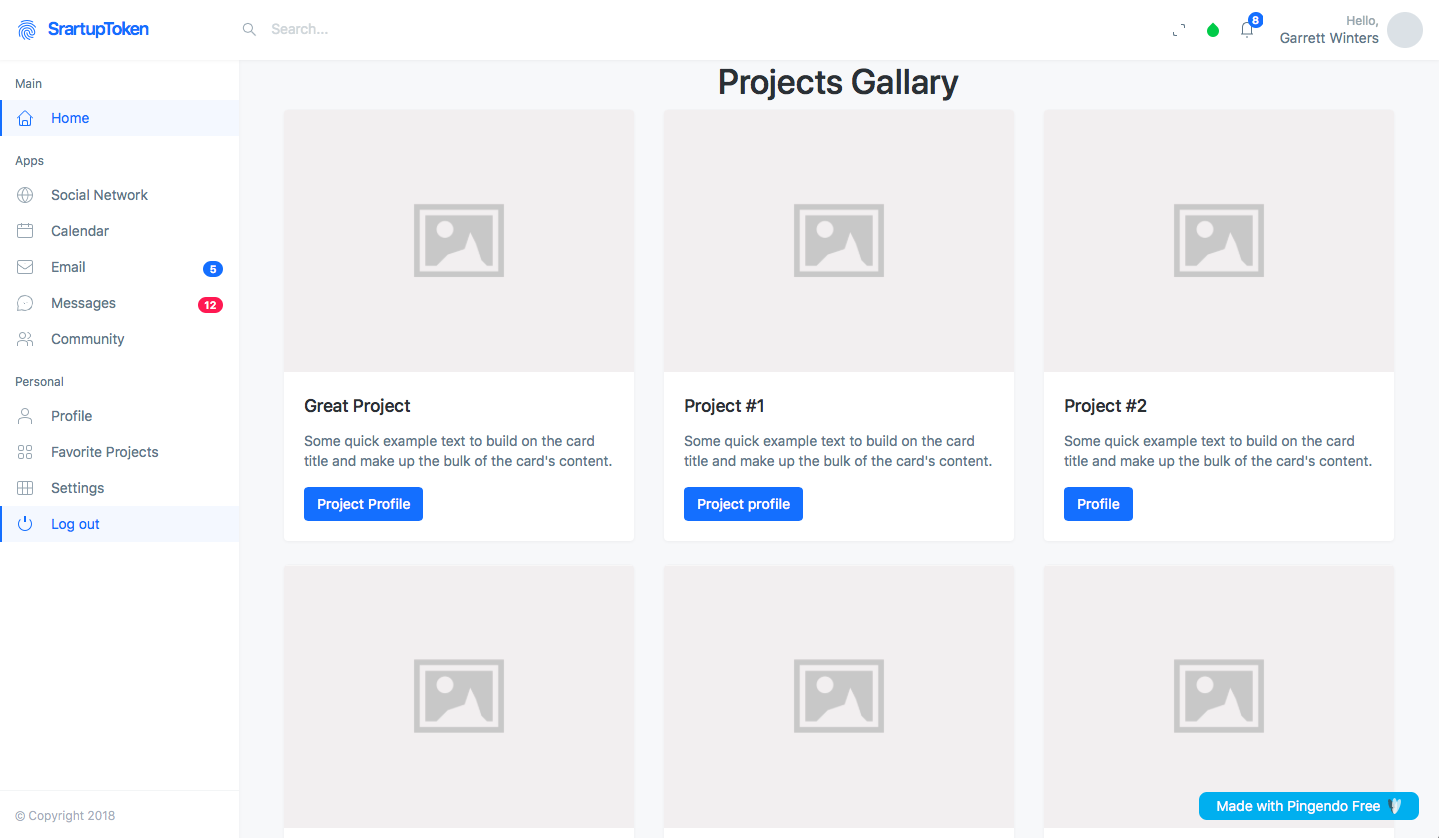 SrartupToken
Search...
8
Hello,
Garrett Winters
Main
Home
Apps
Social Network
Calendar
Email 5
Messages 12
Community
Personal
Profile
Favorite Projects
Settings
Log out
© Copyright 2018
Projects Gallary
Great Project
Some quick example text to build on the card
title and make up the bulk of the card's content.
Project Profile
Project #1
Some quick example text to build on the card
title and make up the bulk of the card's content.
Project profile
Project #2
Some quick example text to build on the card
title and make up the bulk of the card's content.
Profile
Made with Pingendo Free